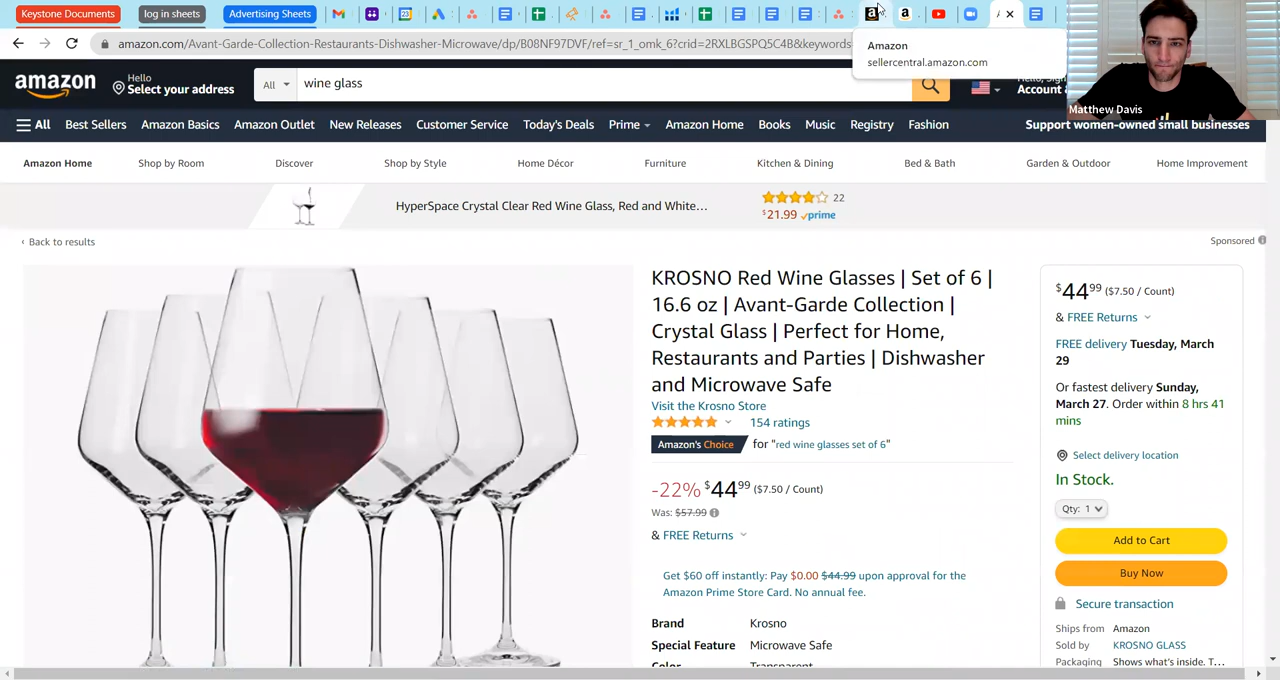 Keystone Documents
log in sheets
Advertising Sheets
amazon.com/Avant-Garde-Collection-Restaurants-Dishwasher-Microwave/dp/B08NF97DVF/ref=sr_1_omk_6?crid=2RXLBGSPQ5C4B&keywords
Amazon
sellercentral.amazon.com
Matthew Davis
amazon
Hello
Select your address
All
wine glass
Hello, Sign
Account &
All
Best Sellers
Amazon Basics
Amazon Outlet
New Releases
Customer Service
Today's Deals
Prime
Amazon Home
Books
Music
Registry
Fashion
Support women-owned small businesses
Amazon Home
Shop by Room
Discover
Shop by Style
Home Décor
Furniture
Kitchen & Dining
Bed & Bath
Garden & Outdoor
Home Improvement
HyperSpace Crystal Clear Red Wine Glass, Red and White...
22
$21.99 prime
‹ Back to results
Sponsored
KROSNO Red Wine Glasses | Set of 6 |
16.6 oz | Avant-Garde Collection |
Crystal Glass | Perfect for Home,
Restaurants and Parties | Dishwasher
and Microwave Safe
Visit the Krosno Store
154 ratings
Amazon's Choice for "red wine glasses set of 6"
-22% $44.99 ($7.50 / Count)
Was: $57.99
& FREE Returns
Get $60 off instantly: Pay $0.00 $44.99 upon approval for the
Amazon Prime Store Card. No annual fee.
Brand Krosno
Special Feature Microwave Safe
Color Transparent
$44.99 ($7.50 / Count)
& FREE Returns
FREE delivery Tuesday, March
29
Or fastest delivery Sunday,
March 27. Order within 8 hrs 41
mins
Select delivery location
In Stock.
Qty: 1
Add to Cart
Buy Now
Secure transaction
Ships from Amazon
Sold by KROSNO GLASS
Packaging Shows what's inside. T...